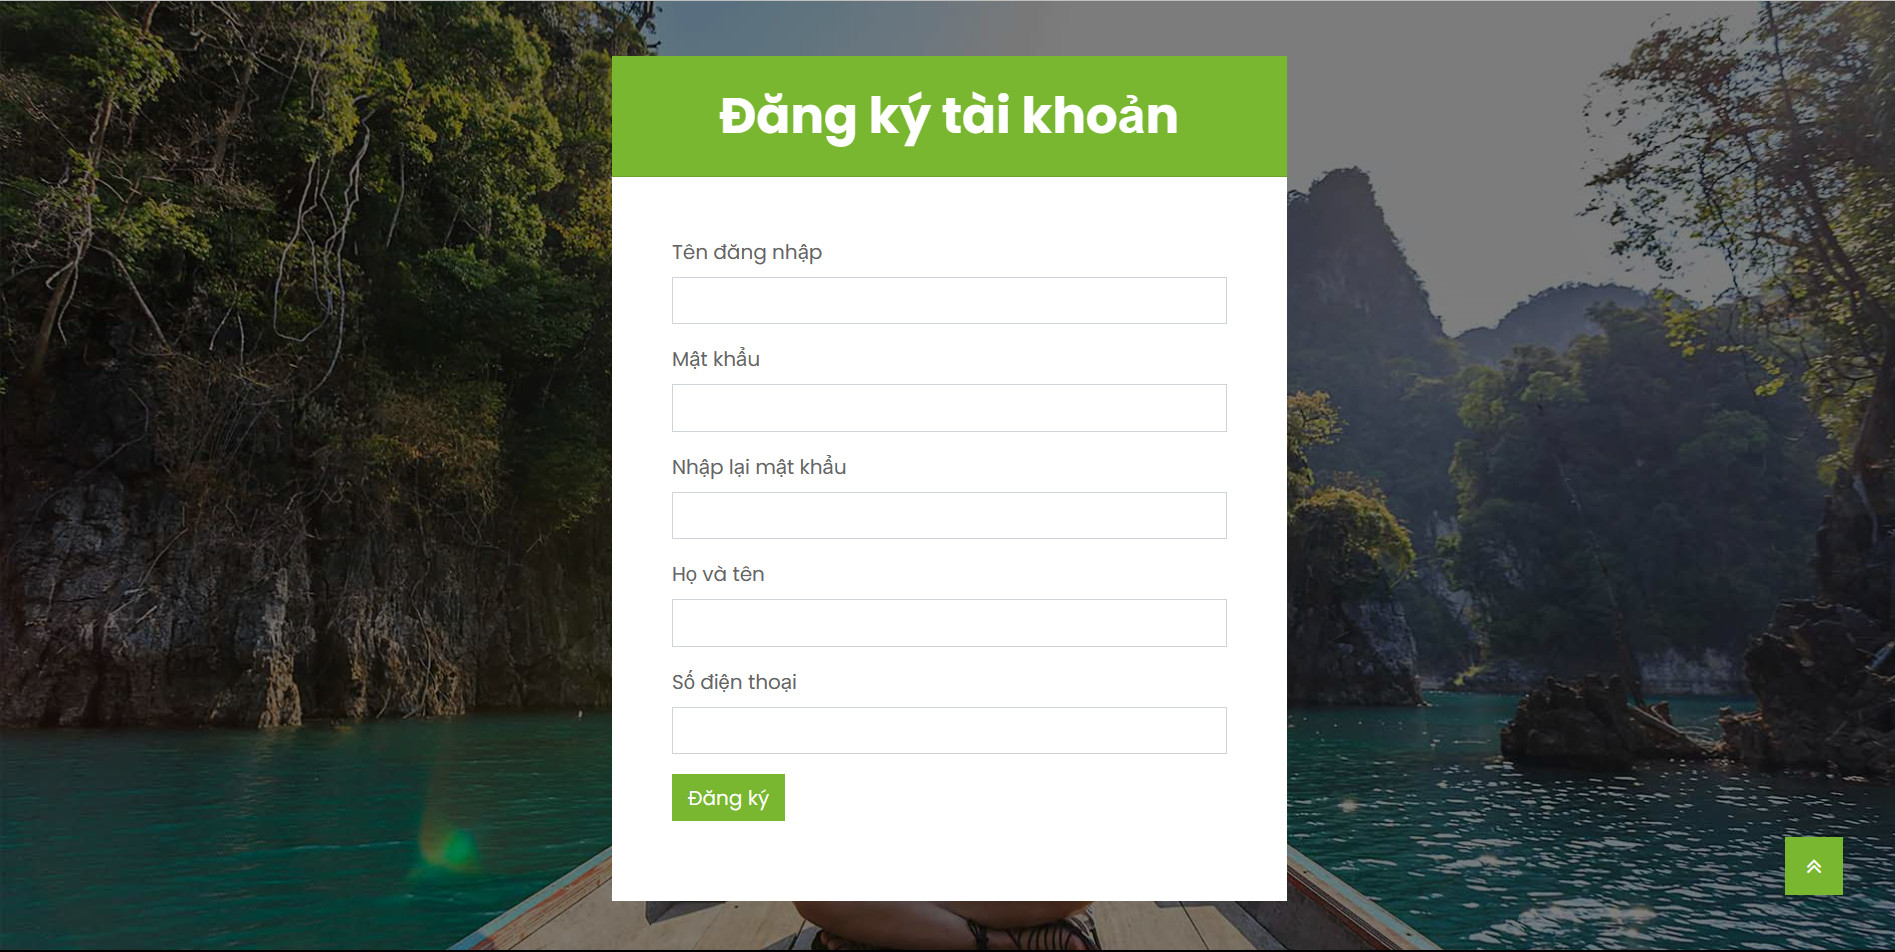 Đăng ký tài khoản
Tên đăng nhập
Mật khẩu
Nhập lại mật khẩu
Họ và tên
Số điện thoại
Đăng ký